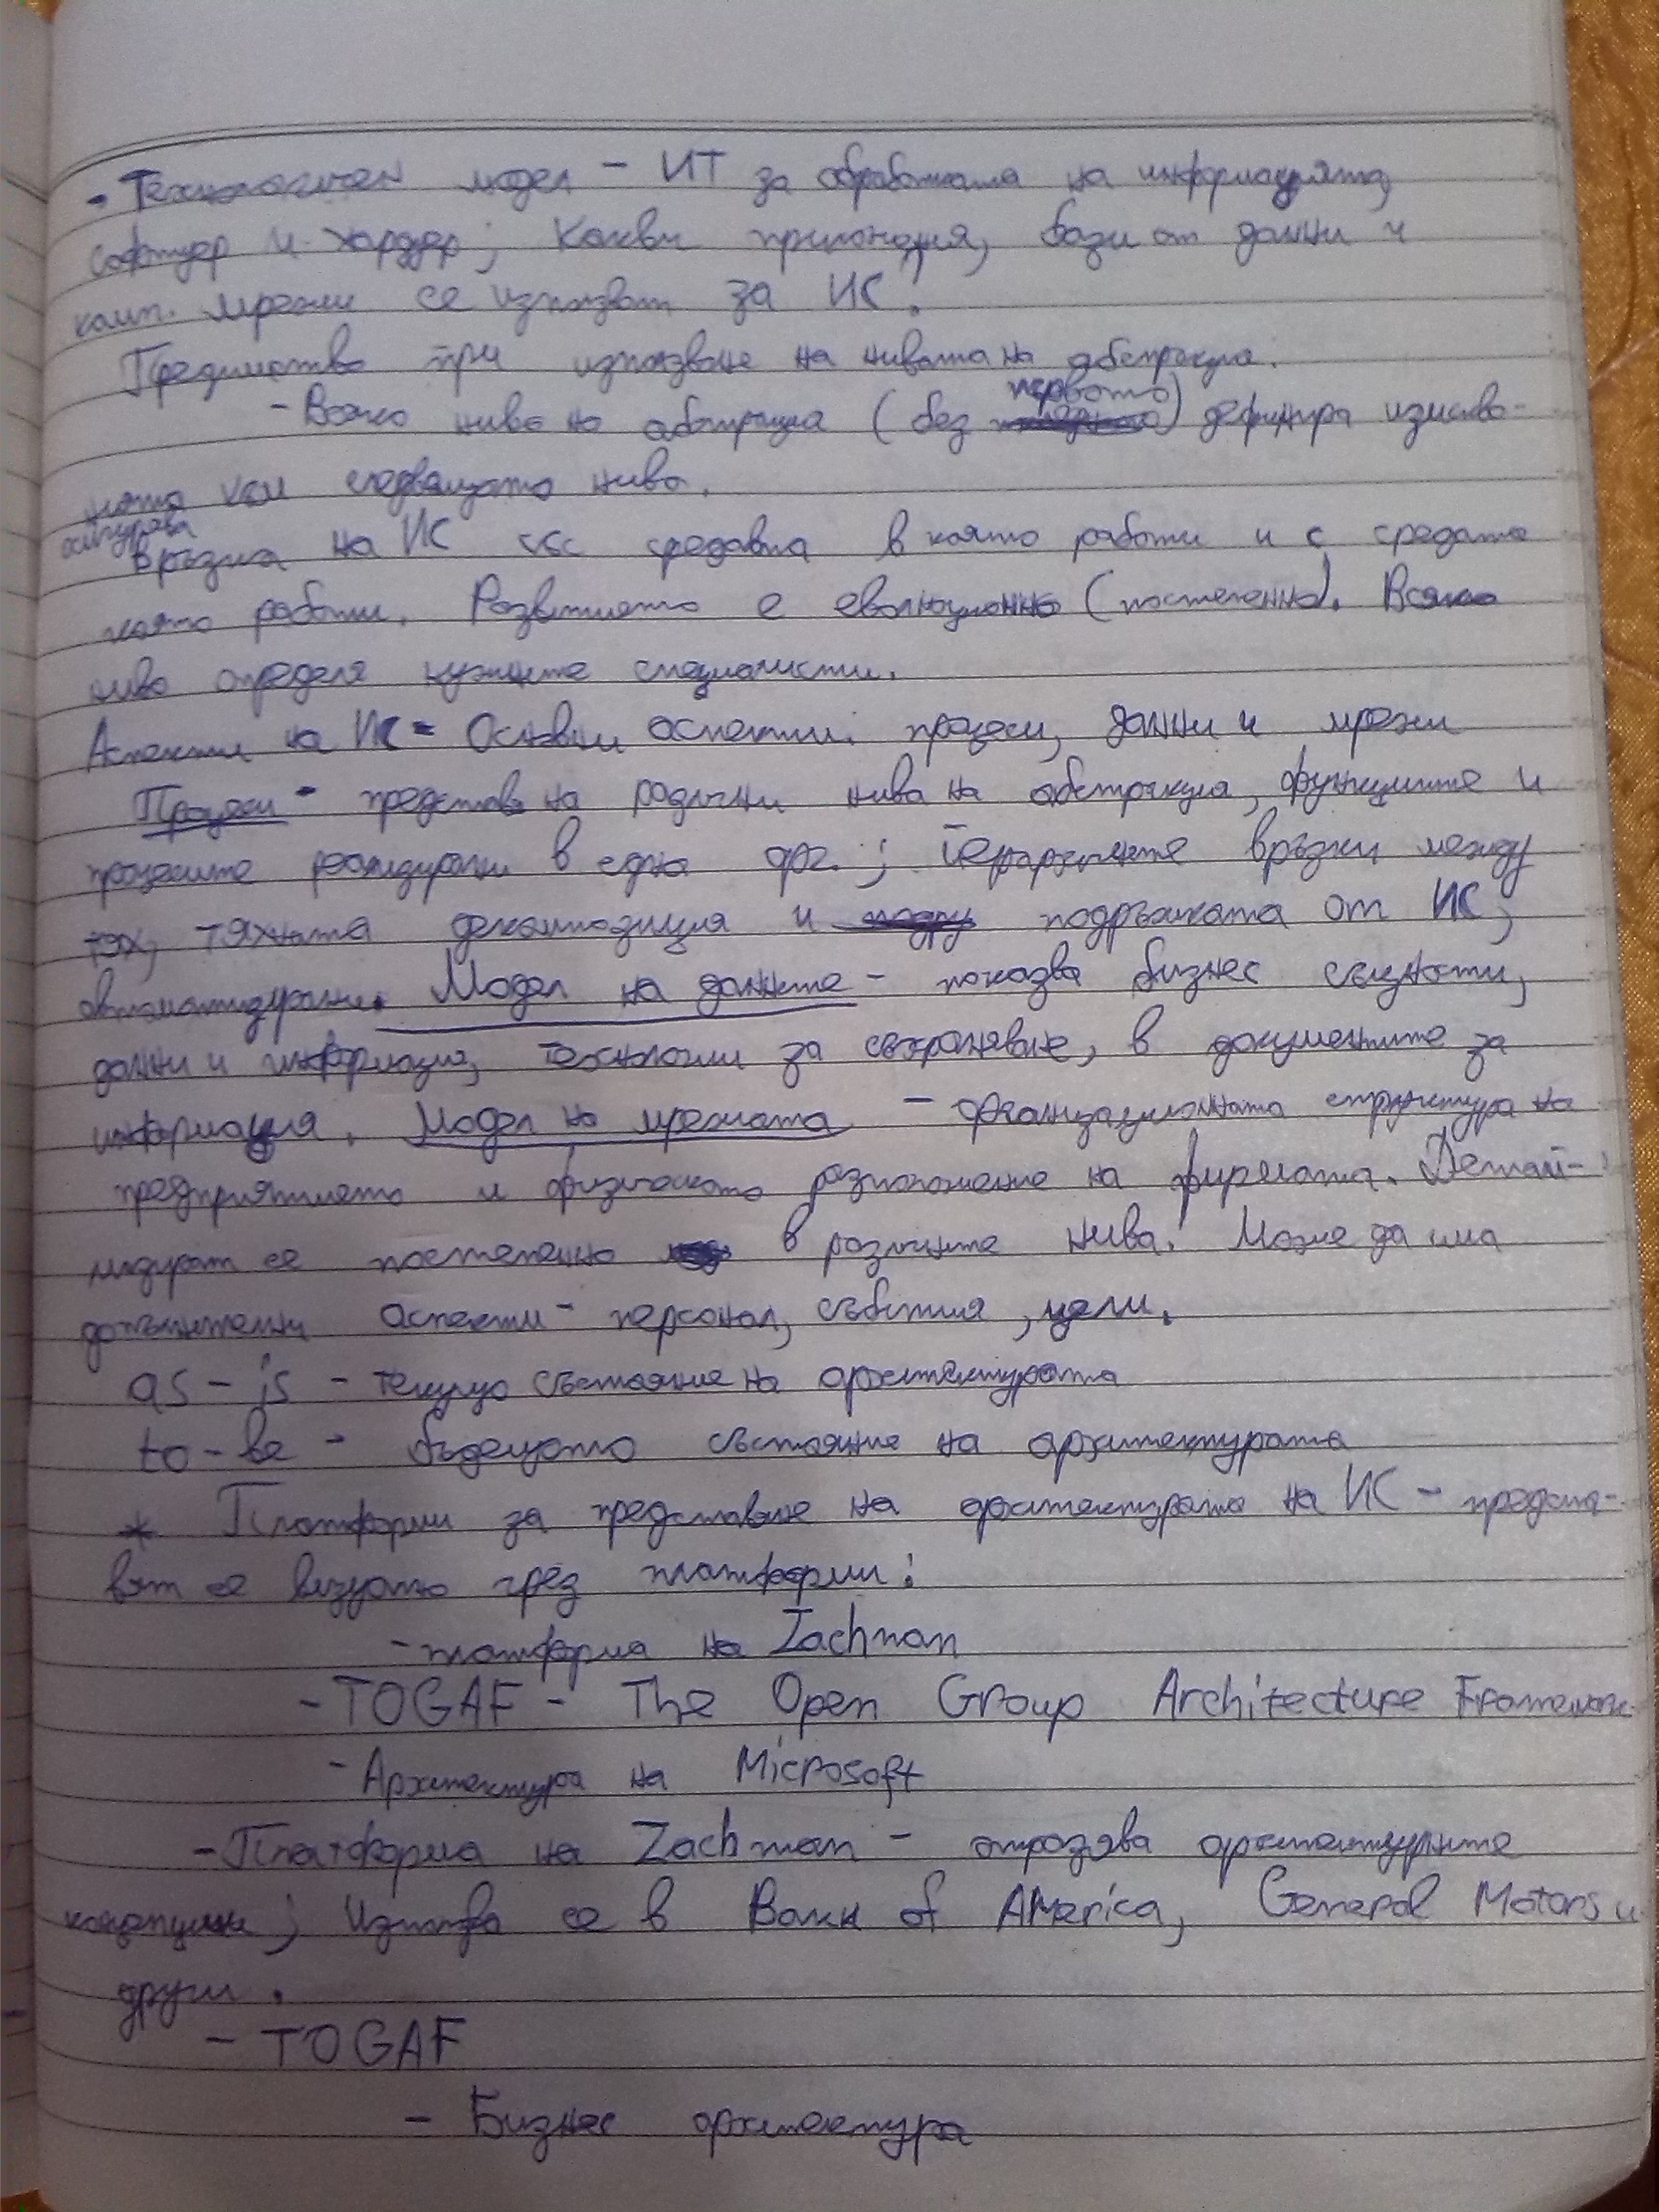 - Технологичен модел - ИТ за обработката на информацията,
софтуер и хардуер; Какви приложения, бази от данни и
комп. мрежи се използват за ИС?
Предимство при използване на нивата на абстракция.
- Всяко ниво на абстракция (без първото) дефинира изисква-
нията към следващото ниво.
осигурява
Връзка на ИС със средата в която работи и с средата
която работи. Развитието е еволюционно (постепенно). Всяко
ниво определя нужните специалисти.
Аспекти на ИС - Основни аспекти: процеси, данни и мрежи
Процеси - представя на различни нива на абстракция, функциите и
процесите реализирани в една орг.; йерархичните връзки между
тях, тяхната декомпозиция и подръжката от ИС,
автоматизирани. Модел на данните - показва бизнес същности,
данни и информация, технологии за съхраняване, в документите за
информация. Модел на мрежата - организационната структура на
предприятието и физическото разположение на фирмата. Детай-
лизират се постепенно в различните нива. Може да има
допълнителни аспекти - персонал, събития, цели.
as - is - текущо състояние на архитектурата
to - be - бъдещото състояние на архитектурата
* Платформи за представяне на архитектурата на ИС - предста-
вят се визуално чрез платформи:
- платформа на Zachman
- TOGAF - The Open Group Architecture Framework
- Архитектура на Microsoft
- Платформа на Zachman - отразява архитектурните
концепции; Използва се в Bank of America, General Motors и
други.
- TOGAF
- Бизнес архитектура